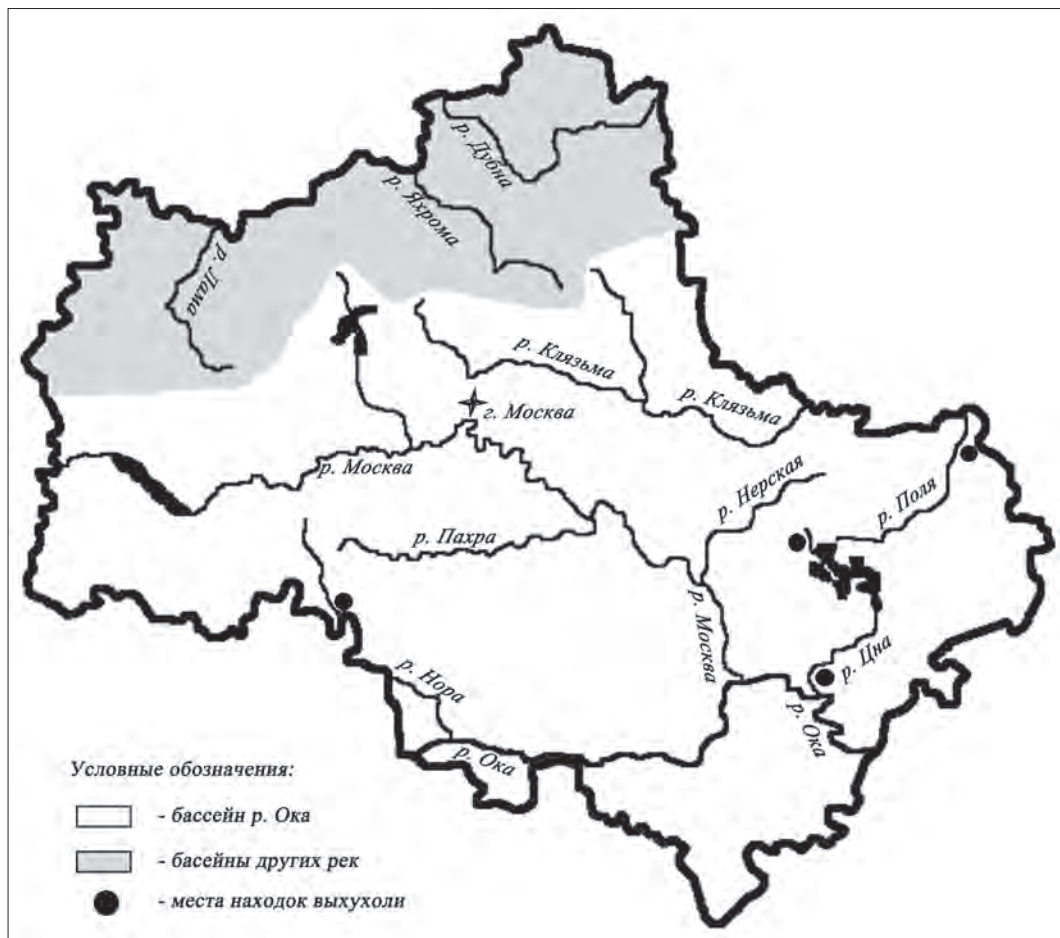 р. Дубна
р. Яхрома
р. Лама
р. Клязьма
р. Клязьма
г. Москва
р. Москва
р. Нерская
р. Поля
р. Пахра
р. Москва
р. Цна
р. Нора
р. Ока
р. Ока
Условные обозначения:
- бассейн р. Ока
- басейны других рек
- места находок выхухоли